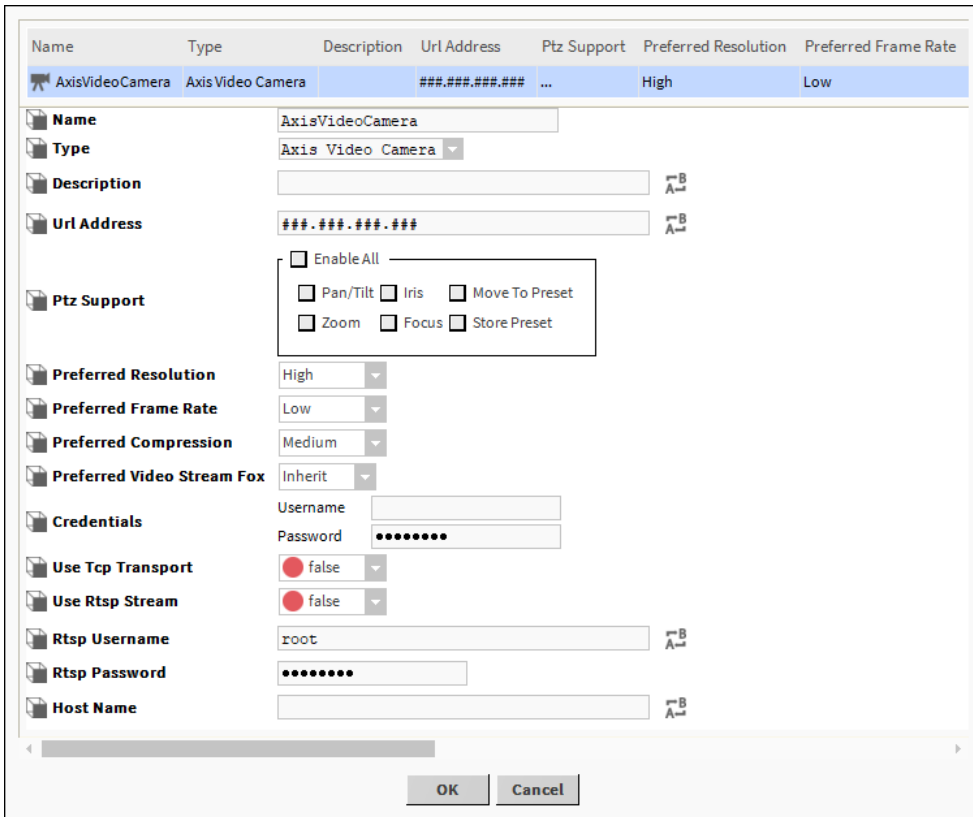 Name Type Description Url Address Ptz Support Preferred Resolution Preferred Frame Rate
AxisVideoCamera Axis Video Camera ###.###.###.### ... High Low
Name AxisVideoCamera
Type Axis Video Camera
Description
Url Address ###.###.###.###
Enable All
Ptz Support
Pan/Tilt Iris Move To Preset
Zoom Focus Store Preset
Preferred Resolution High
Preferred Frame Rate Low
Preferred Compression Medium
Preferred Video Stream Fox Inherit
Credentials
Username
Password ••••••••
Use Tcp Transport false
Use Rtsp Stream false
Rtsp Username root
Rtsp Password ••••••••
Host Name
OK Cancel